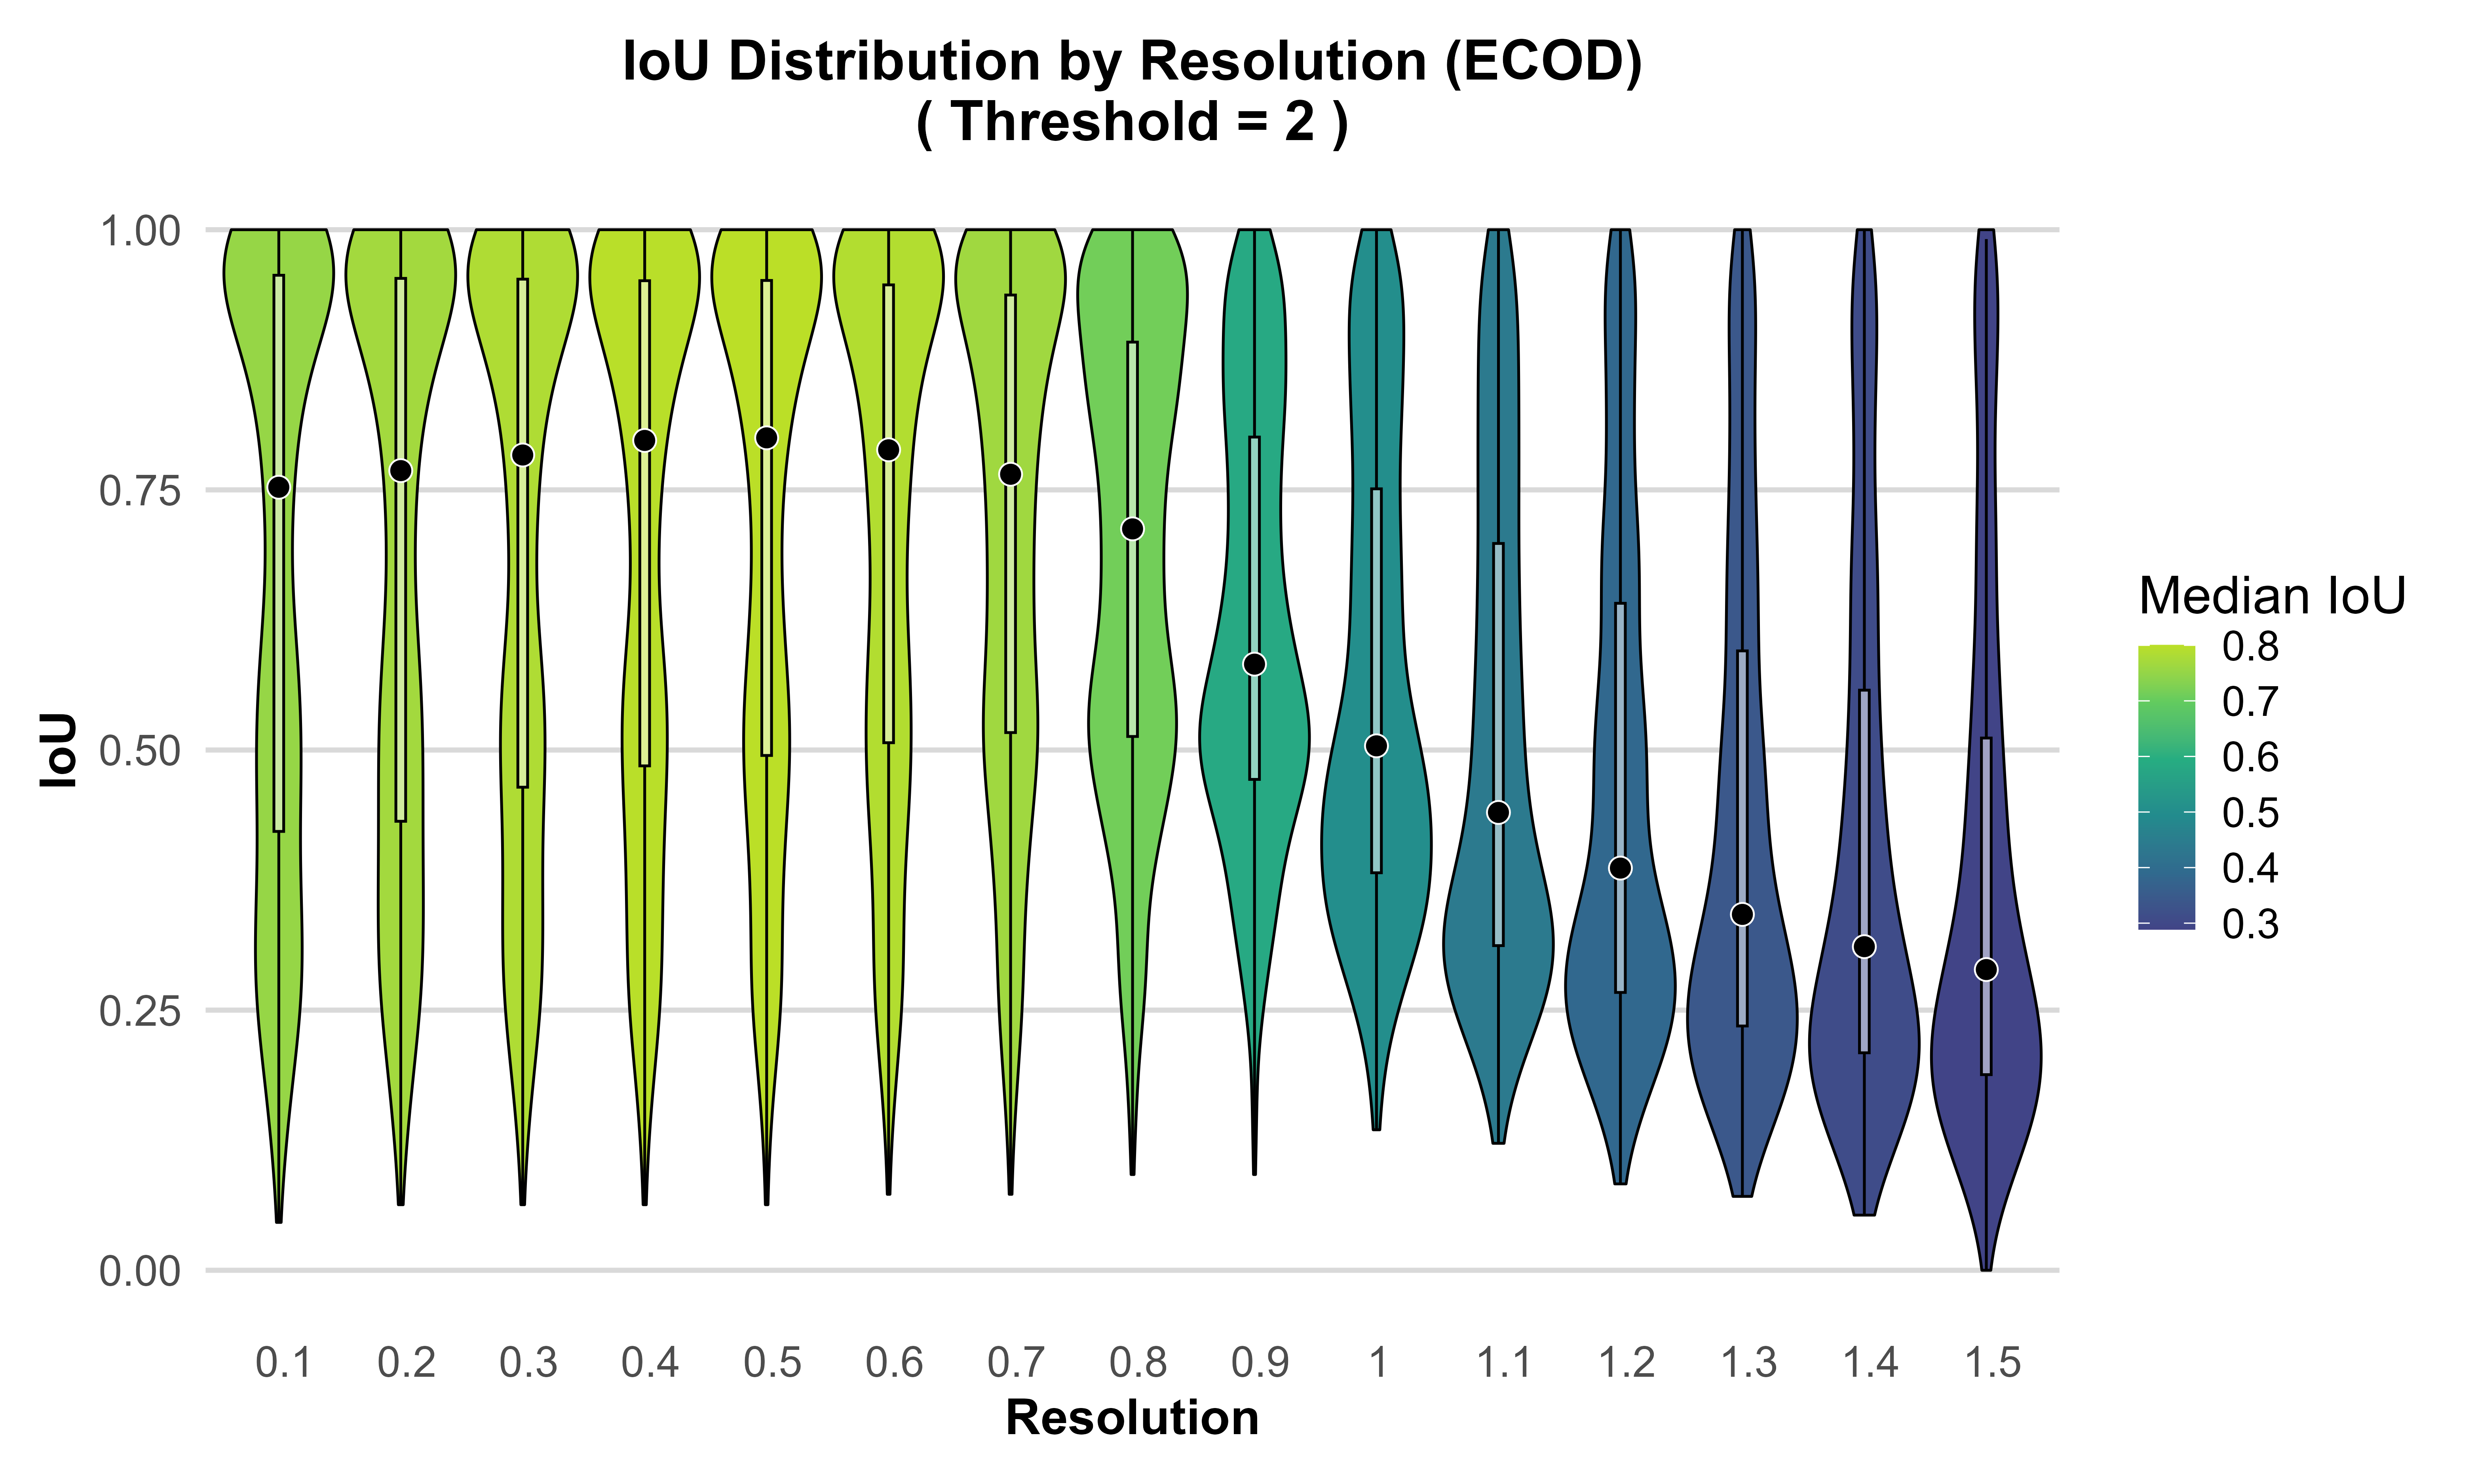 IoU Distribution by Resolution (ECOD)
( Threshold = 2 )
1.00
0.75
0.50
0.25
0.00
IoU
0.1 0.2 0.3 0.4 0.5 0.6 0.7 0.8 0.9 1 1.1 1.2 1.3 1.4 1.5
Resolution
Median IoU
0.8
0.7
0.6
0.5
0.4
0.3